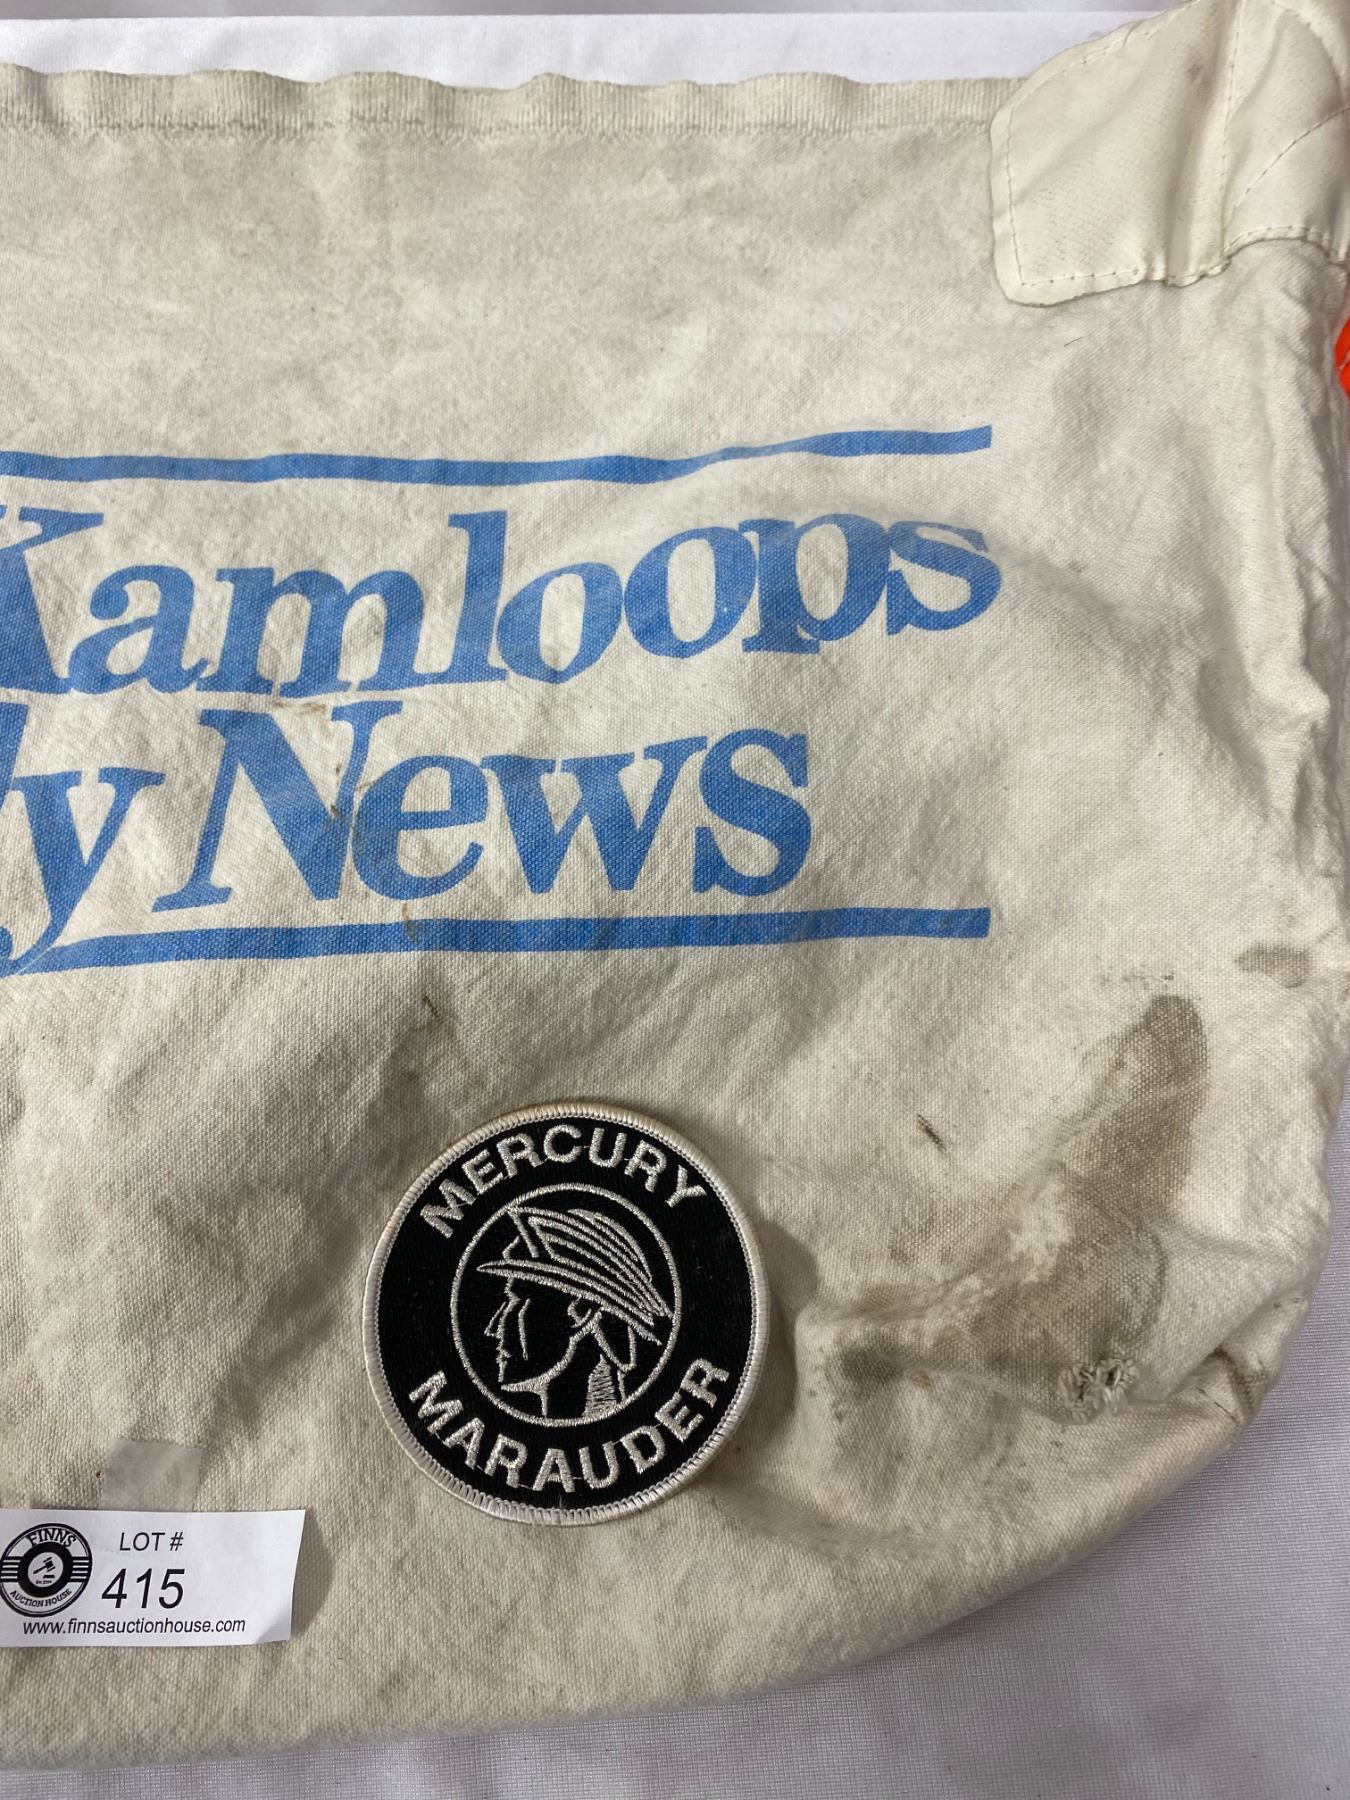 Kamloops
ly News
MERCURY
MARAUDER
FINNS
AUCTION HOUSE
LOT #
415
www.finnsauctionhouse.com